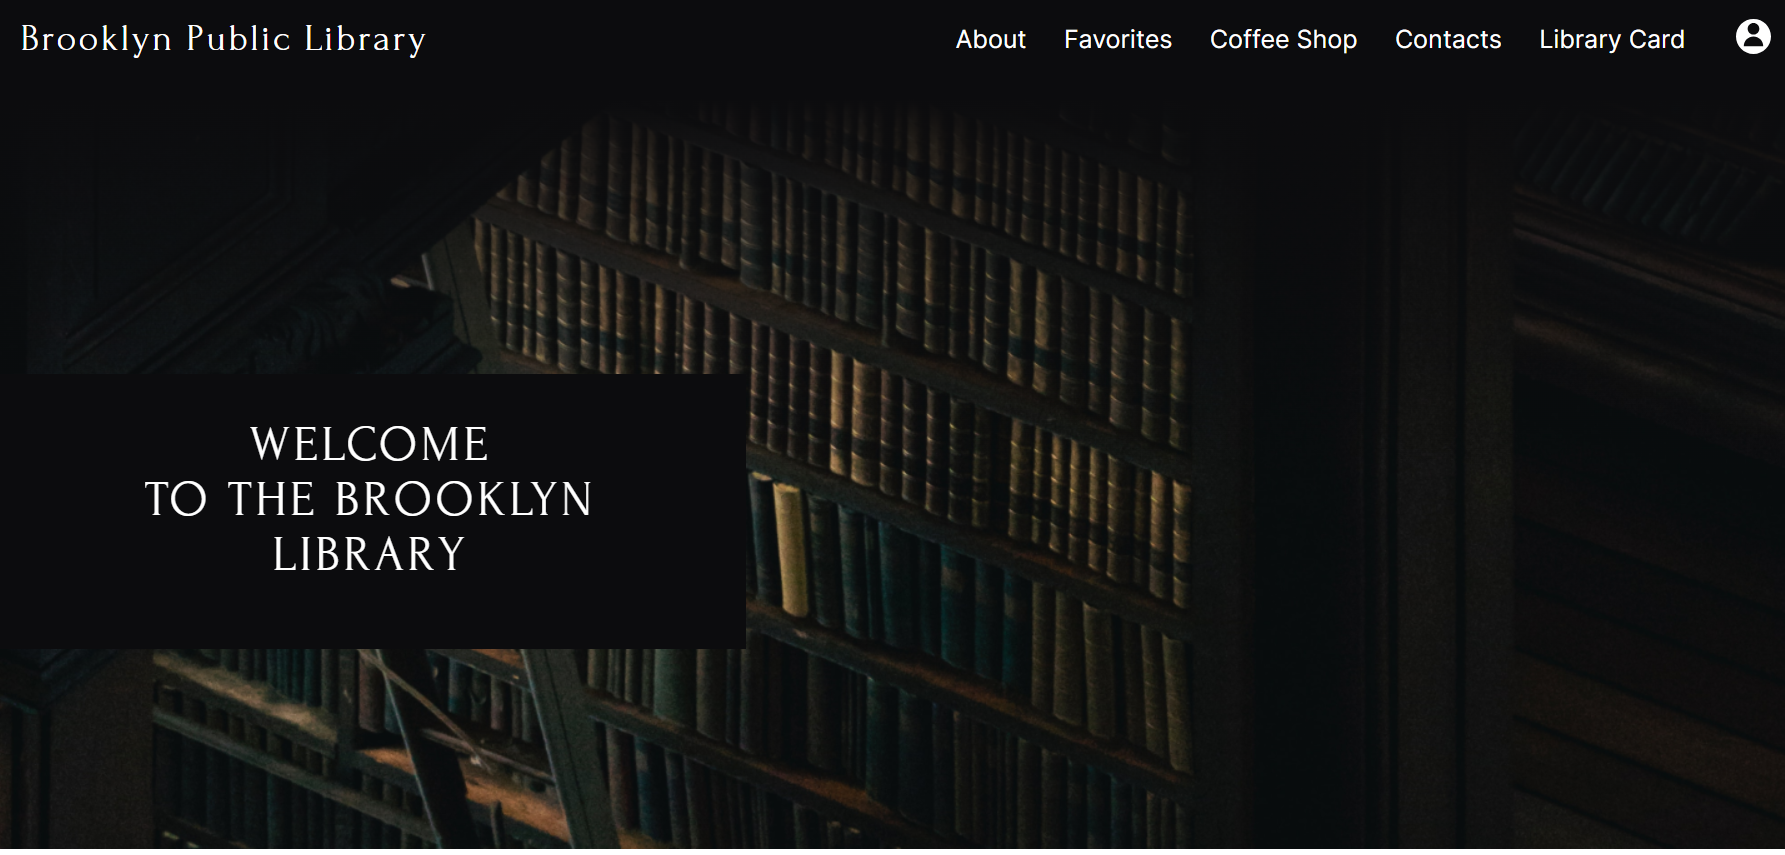 Brooklyn Public Library
About Favorites Coffee Shop Contacts Library Card
WELCOME
TO THE BROOKLYN
LIBRARY